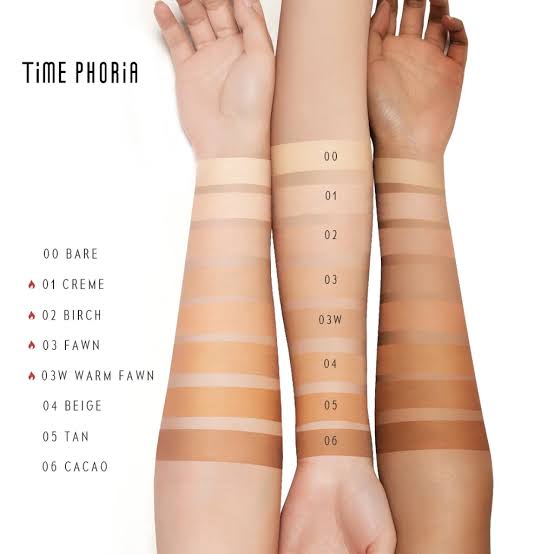 TiME PHORiA
00 BARE
01 CREME
02 BIRCH
03 FAWN
03W WARM FAWN
04 BEIGE
05 TAN
06 CACAO
00
01
02
03
03W
04
05
06